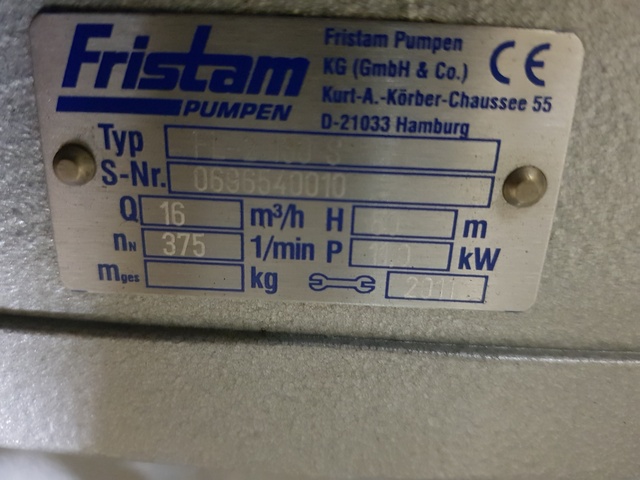 Fristam
PUMPEN
Fristam Pumpen
KG (GmbH & Co.)
Kurt-A.-Körber-Chaussee 55
D-21033 Hamburg
CE
Typ
S-Nr. 0696540010
Q 16 m³/h H m
nN 375 1/min P kW
mges kg